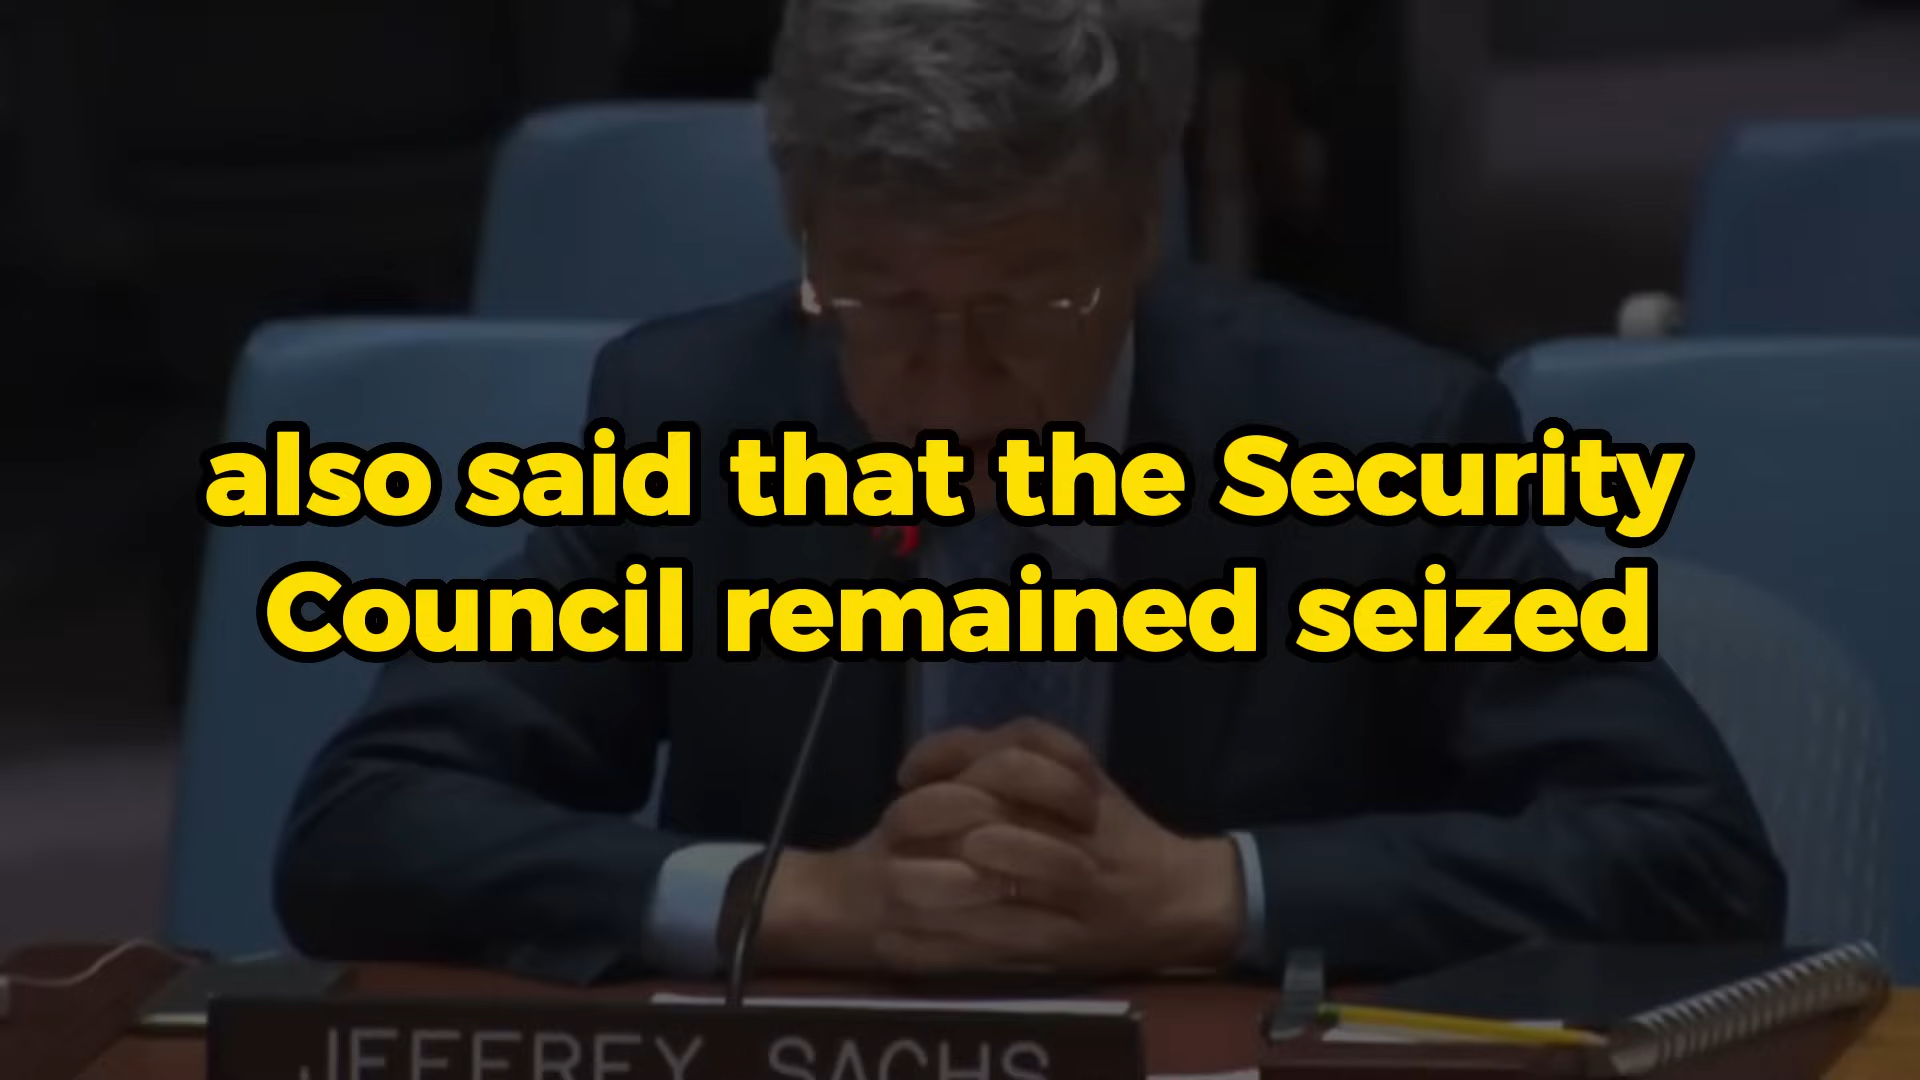 also said that the Security
Council remained seized
JEFFREY SACHS